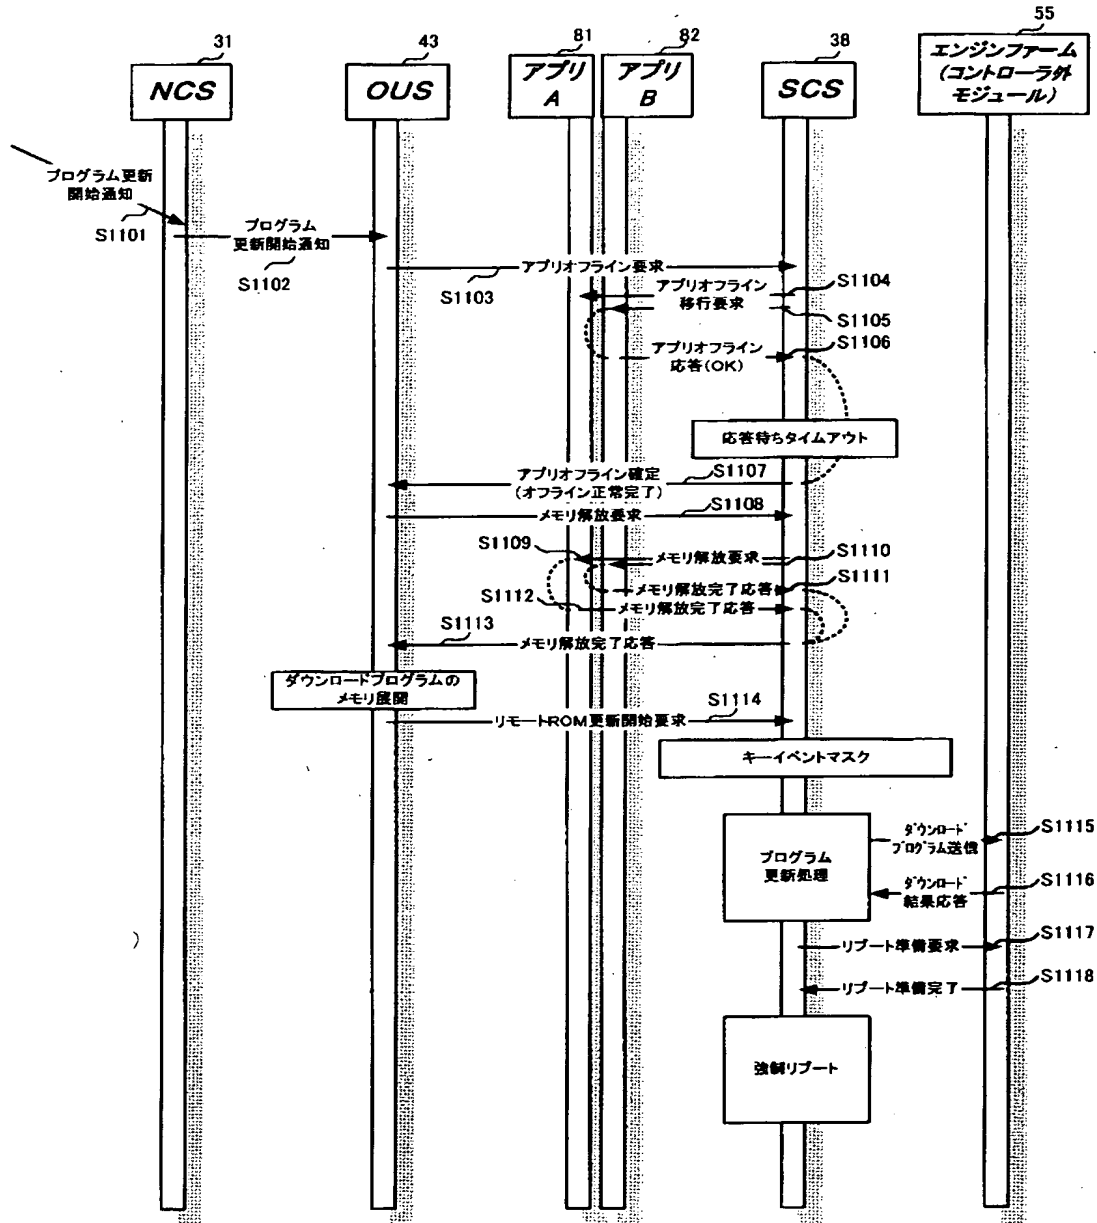 31
43
81
82
38
55
NCS
OUS
アプリ
A
アプリ
B
SCS
エンジンファーム
(コントローラ外
モジュール)
プログラム更新
開始通知
S1101
プログラム
更新開始通知
S1102
アプリオフライン要求
S1103
アプリオフライン
移行要求
S1104
S1105
アプリオフライン
応答(OK)
S1106
応答待ちタイムアウト
アプリオフライン確定
(オフライン正常完了)
S1107
メモリ解放要求
S1108
S1109
メモリ解放要求
S1110
メモリ解放完了応答
S1111
S1112
メモリ解放完了応答
S1113
メモリ解放完了応答
ダウンロードプログラムの
メモリ展開
リモートROM更新開始要求
S1114
キーイベントマスク
プログラム
更新処理
ダウンロード
プログラム送信
S1115
ダウンロード
結果応答
S1116
リブート準備要求
S1117
リブート準備完了
S1118
強制リブート